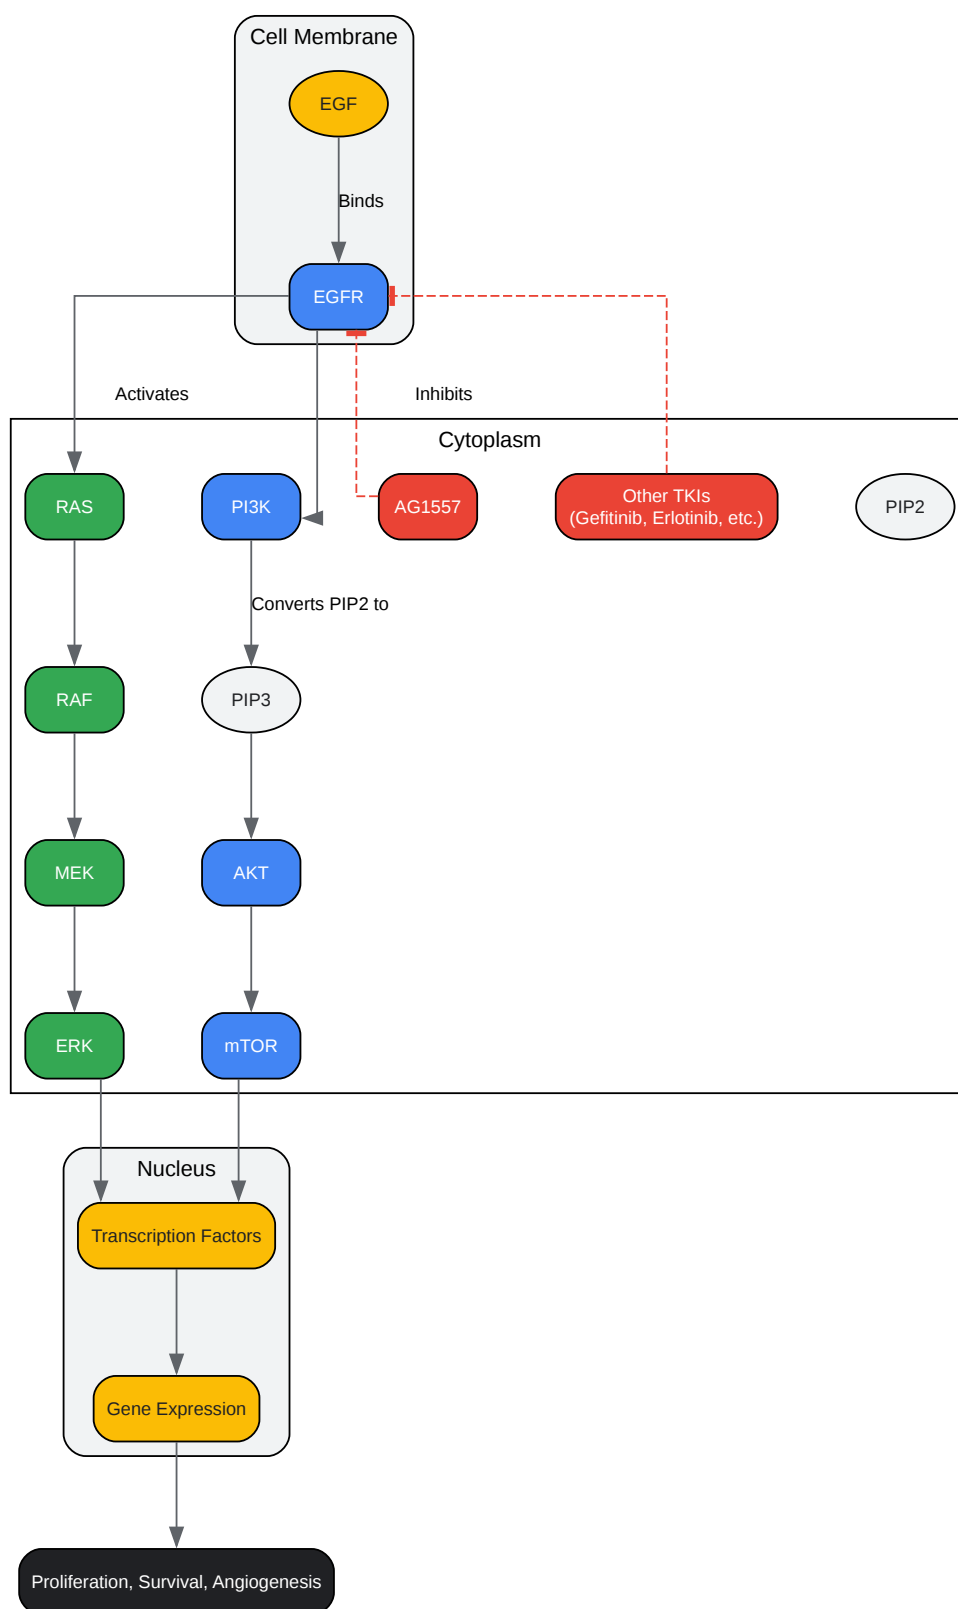 Cell Membrane
EGF
Binds
EGFR
Activates
Inhibits
Cytoplasm
RAS
PI3K
AG1557
Other TKIs
(Gefitinib, Erlotinib, etc.)
PIP2
Converts PIP2 to
RAF
PIP3
MEK
AKT
ERK
mTOR
Nucleus
Transcription Factors
Gene Expression
Proliferation, Survival, Angiogenesis